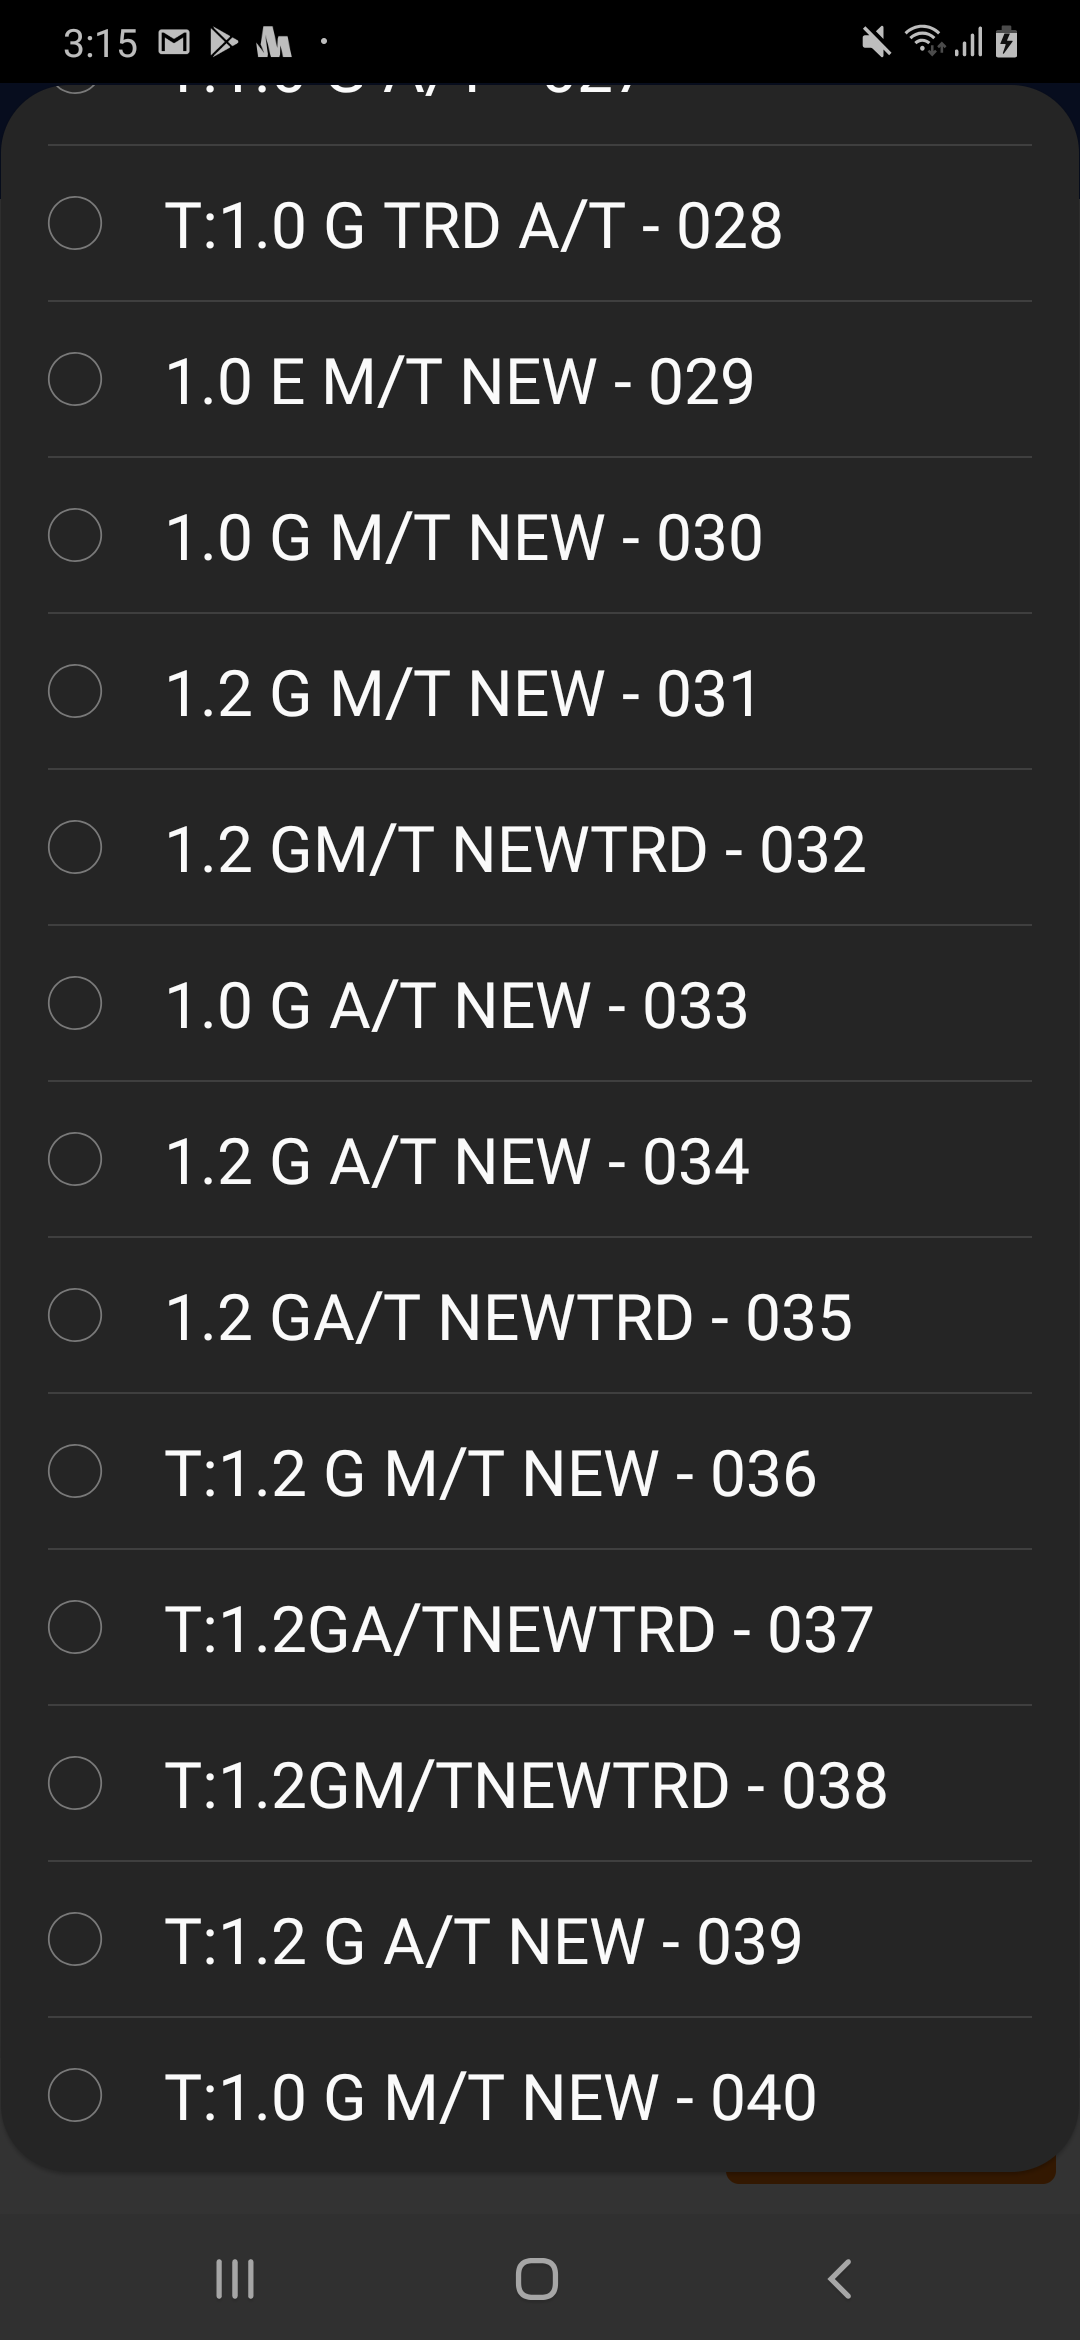 3:15
T:1.0 G TRD A/T - 028
1.0 E M/T NEW - 029
1.0 G M/T NEW - 030
1.2 G M/T NEW - 031
1.2 GM/T NEWTRD - 032
1.0 G A/T NEW - 033
1.2 G A/T NEW - 034
1.2 GA/T NEWTRD - 035
T:1.2 G M/T NEW - 036
T:1.2GA/TNEWTRD - 037
T:1.2GM/TNEWTRD - 038
T:1.2 G A/T NEW - 039
T:1.0 G M/T NEW - 040